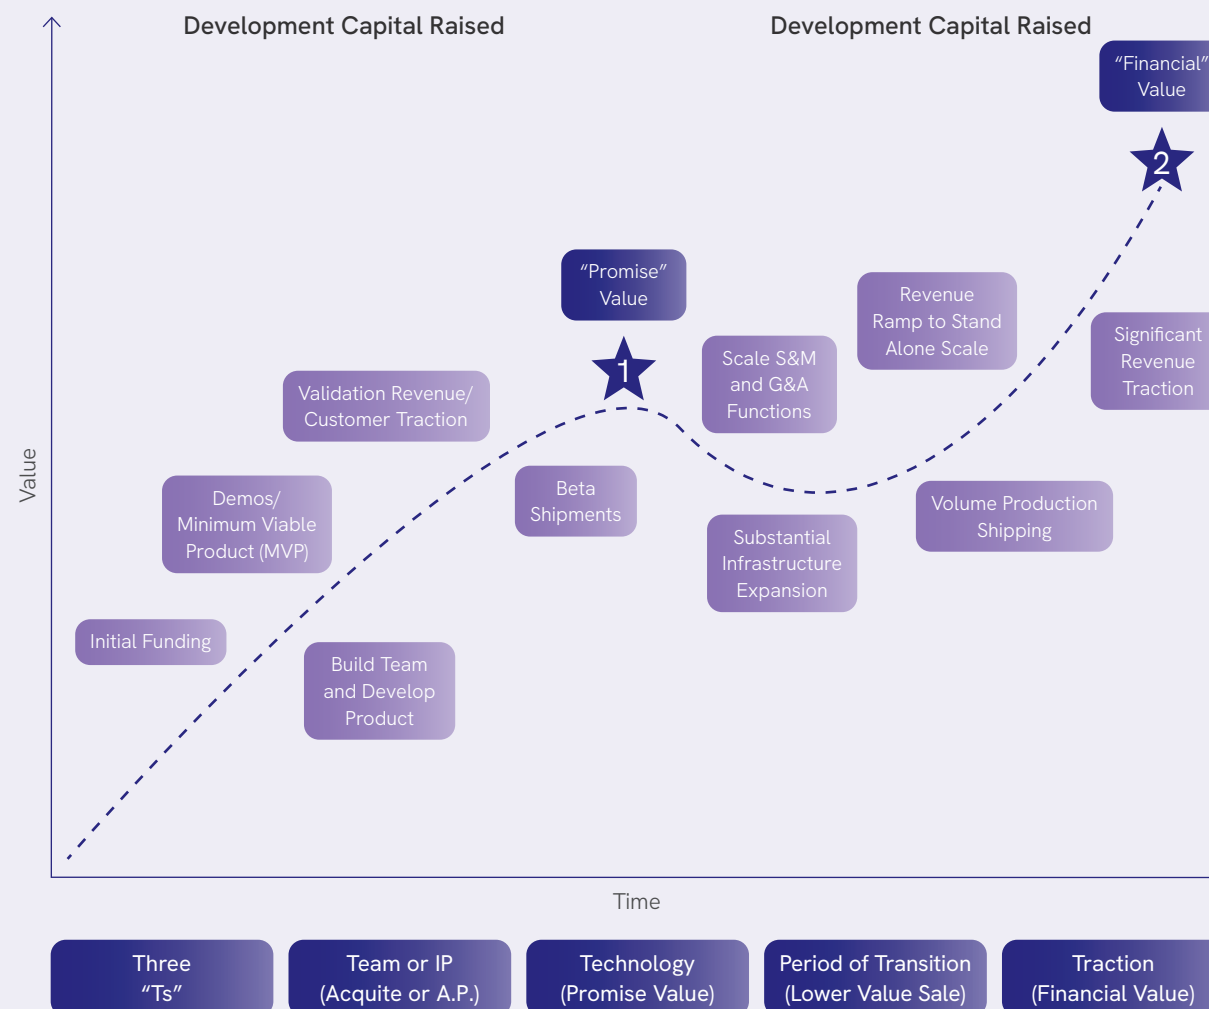 Development Capital Raised
Development Capital Raised
“Financial”
Value
2
“Promise”
Value
1
Revenue
Ramp to Stand
Alone Scale
Scale S&M
and G&A
Functions
Significant
Revenue
Traction
Validation Revenue/
Customer Traction
Beta
Shipments
Demos/
Minimum Viable
Product (MVP)
Volume Production
Shipping
Substantial
Infrastructure
Expansion
Initial Funding
Build Team
and Develop
Product
Value
Time
Three
“Ts”
Team or IP
(Acquite or A.P.)
Technology
(Promise Value)
Period of Transition
(Lower Value Sale)
Traction
(Financial Value)